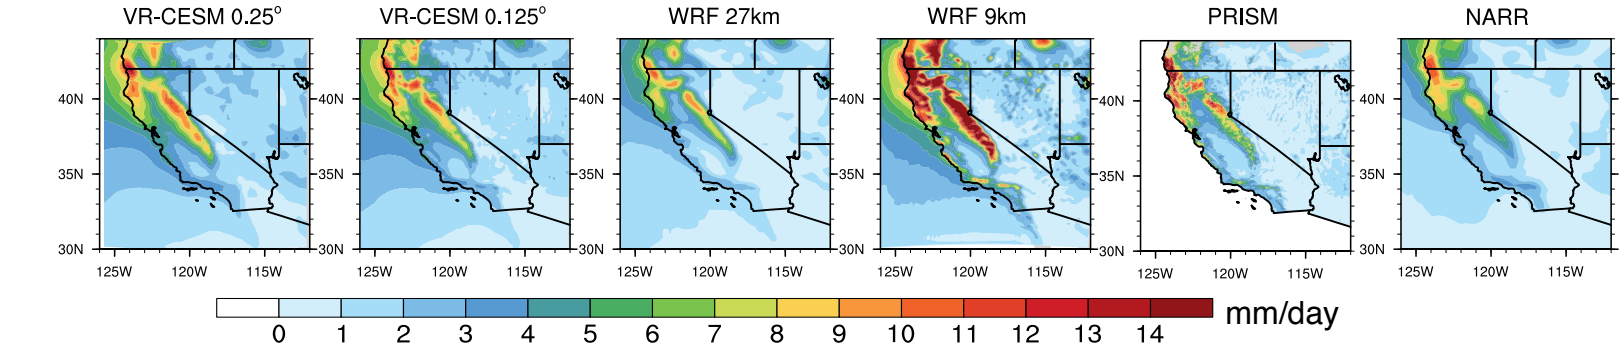 VR-CESM 0.25° VR-CESM 0.125° WRF 27km WRF 9km PRISM NARR
40N 40N 40N 40N 40N 40N
35N 35N 35N 35N 35N 35N
30N 30N 30N 30N 30N 30N
125W 120W 115W 125W 120W 115W 125W 120W 115W 125W 120W 115W 125W 120W 115W 125W 120W 115W
0 1 2 3 4 5 6 7 8 9 10 11 12 13 14 mm/day